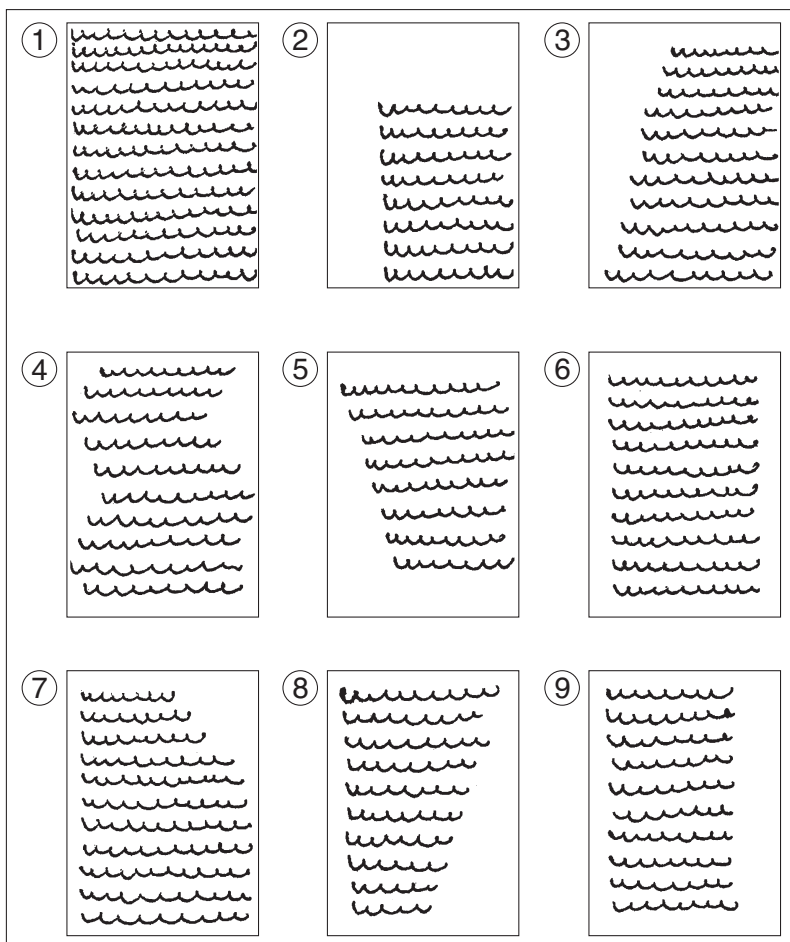 ① ② ③
④ ⑤ ⑥
⑦ ⑧ ⑨